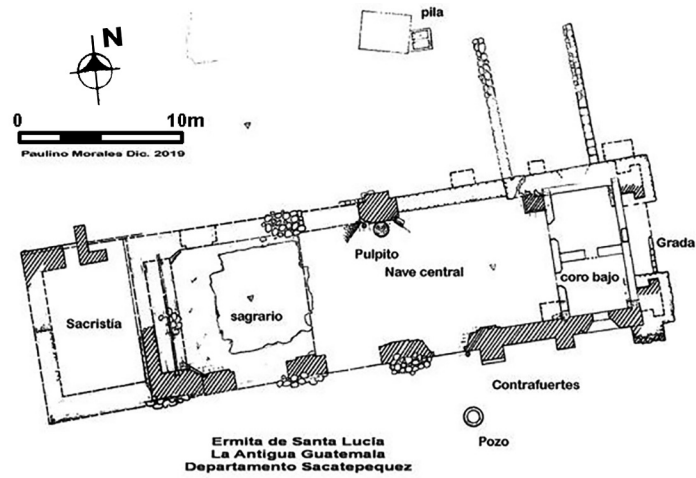 pila
N
0 10m
Paulino Morales Dic. 2019
Pulpito
Nave central
Grada
coro bajo
sagrario
Sacristía
Contrafuertes
Pozo
Ermita de Santa Lucía
La Antigua Guatemala
Departamento Sacatepequez